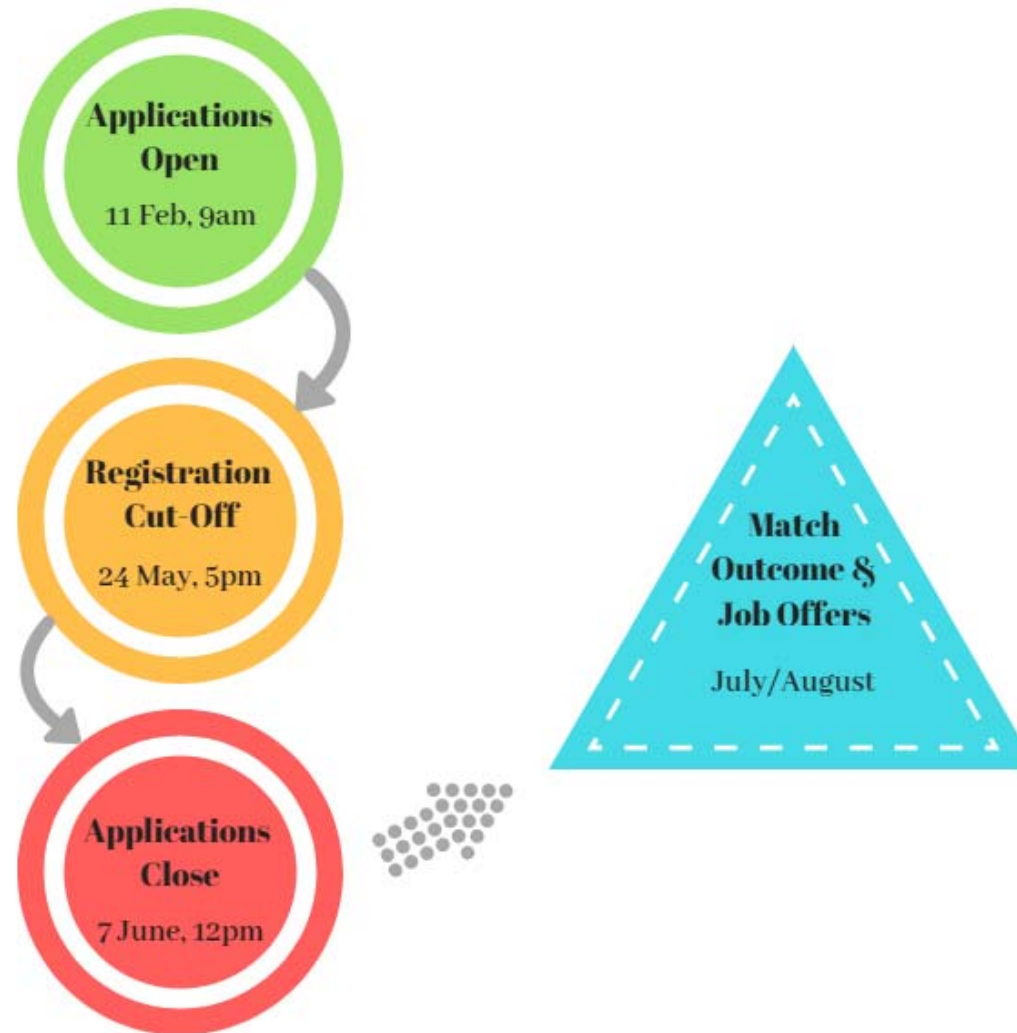 Applications
Open
11 Feb, 9am
Registration
Cut-Off
24 May, 5pm
Applications
Close
7 June, 12pm
Match
Outcome &
Job Offers
July/August